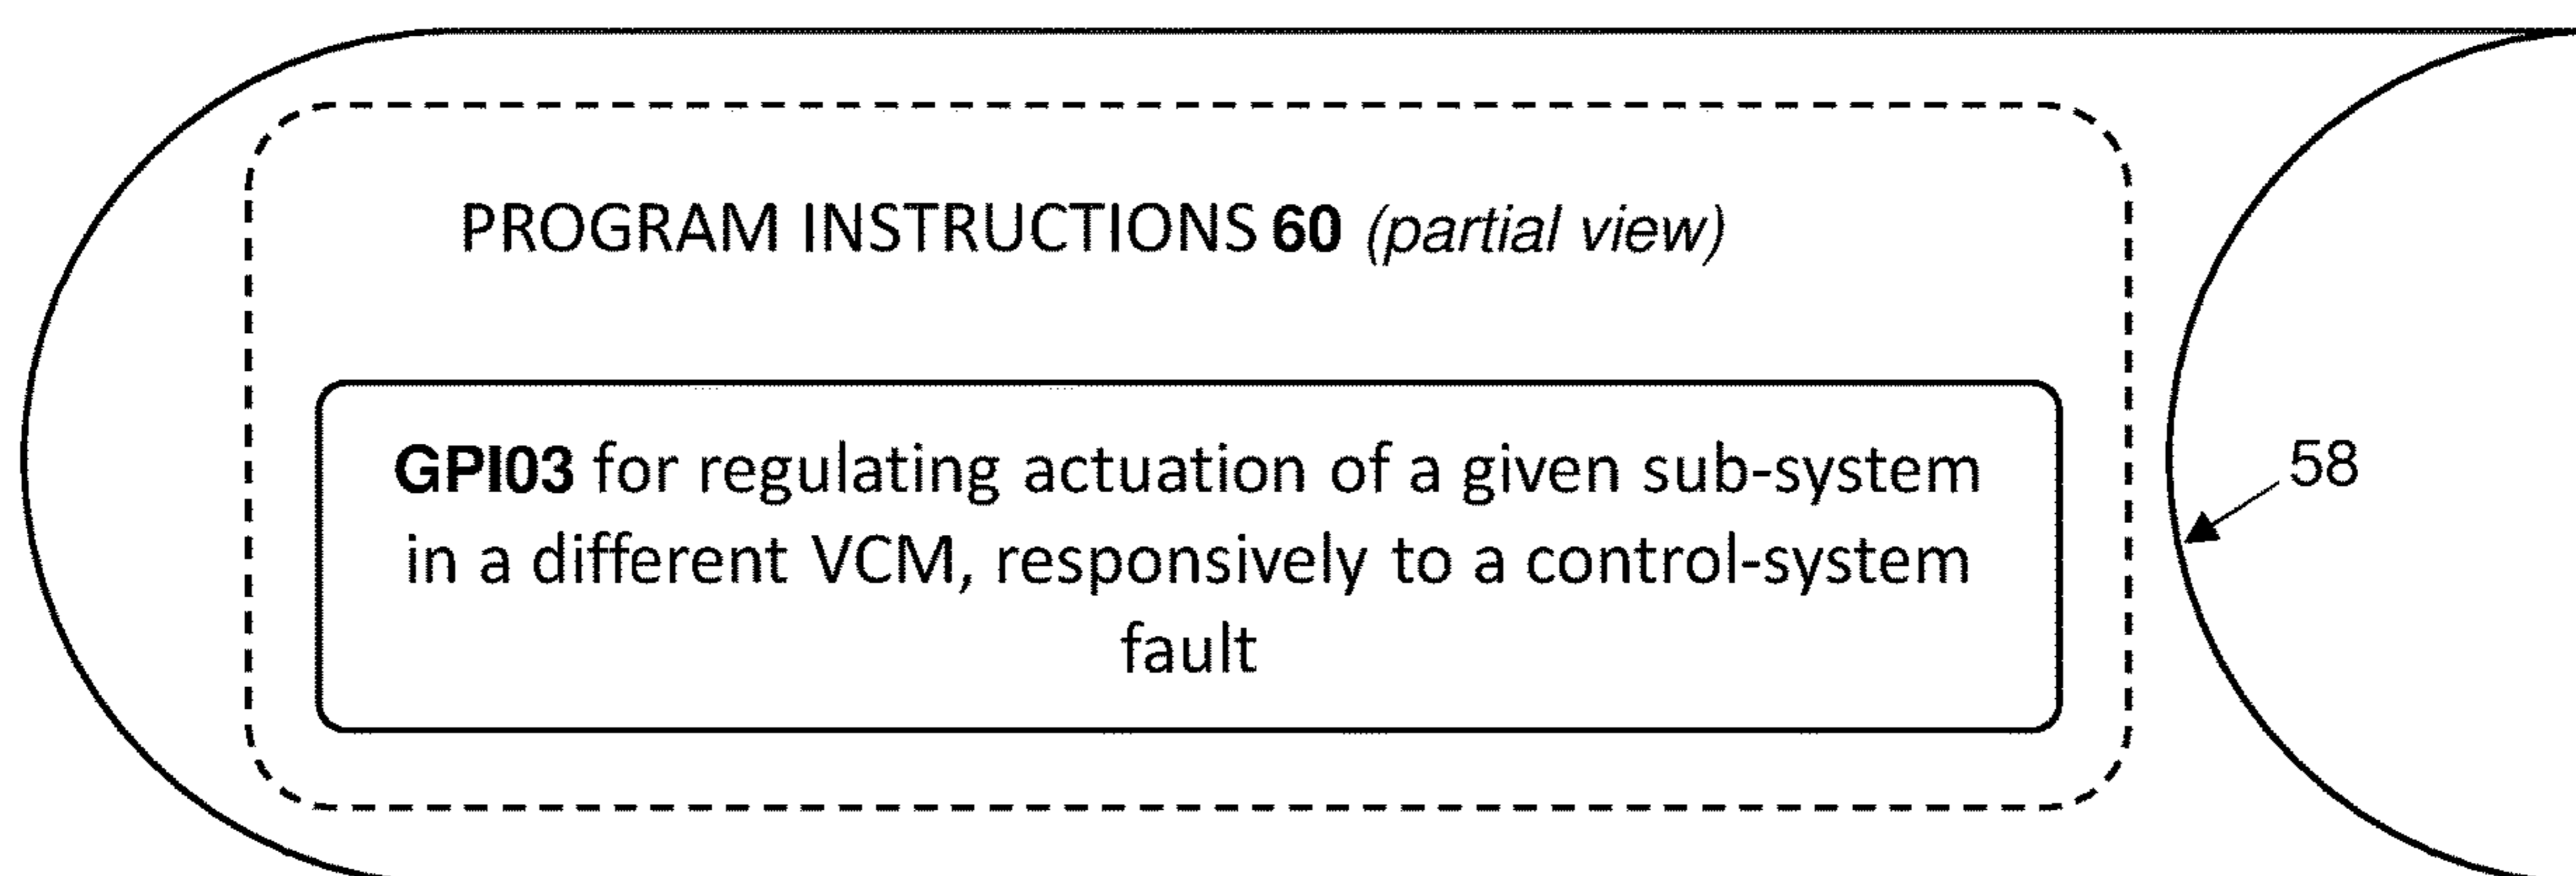 PROGRAM INSTRUCTIONS 60 (partial view)
GPI03 for regulating actuation of a given sub-system
in a different VCM, responsively to a control-system
fault
58